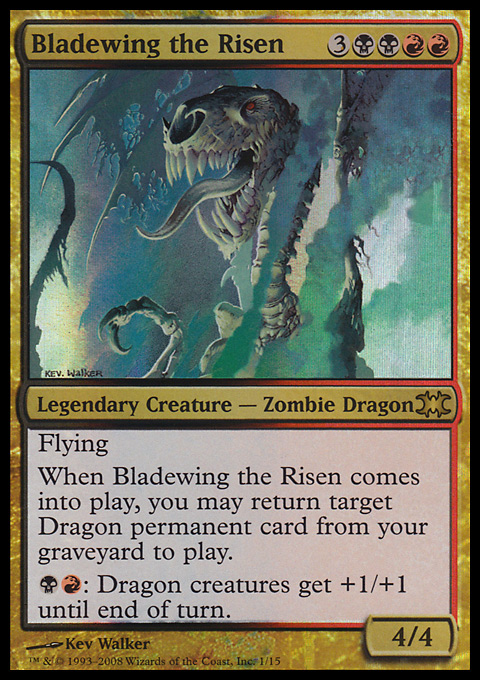 Bladewing the Risen 3
KEV. WALKER
Legendary Creature — Zombie Dragon
Flying
When Bladewing the Risen comes
into play, you may return target
Dragon permanent card from your
graveyard to play.
: Dragon creatures get +1/+1
until end of turn.
Kev Walker
4/4
™ & © 1993–2008 Wizards of the Coast, Inc. 1/15